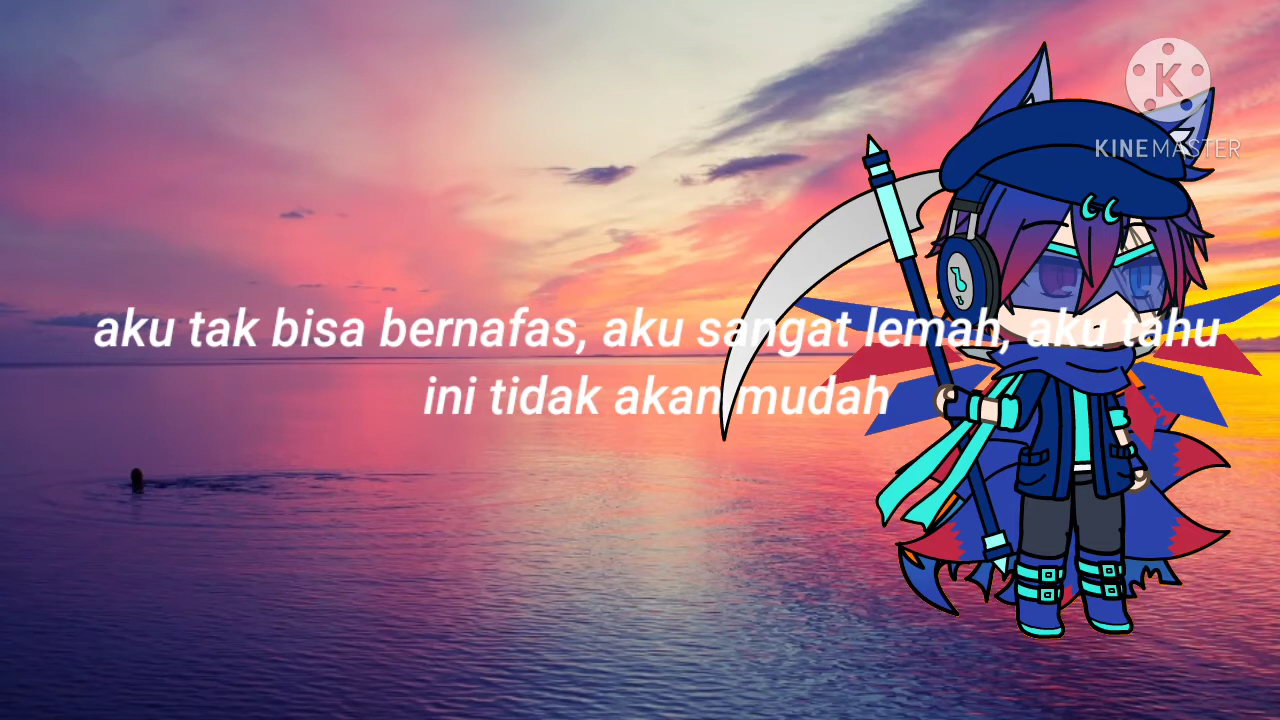 K
KINEMASTER
aku tak bisa bernafas, aku sangat lemah, aku tahu
ini tidak akan mudah